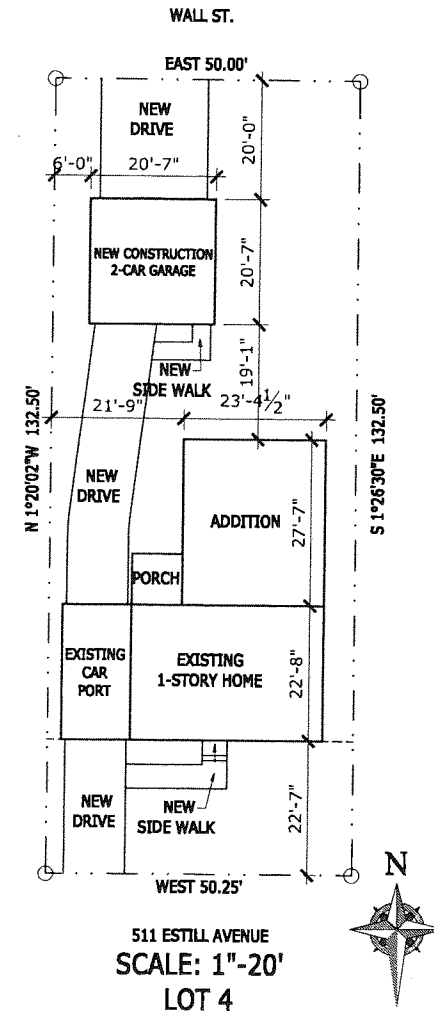 WALL ST.
EAST 50.00'
NEW
DRIVE
20'-0"
6'-0"
20'-7"
NEW CONSTRUCTION
2-CAR GARAGE
20'-7"
NEW
SIDE WALK
19'-1"
21'-9"
23'-4½"
N 1°20'02"W 132.50'
S 1°26'30"E 132.50'
NEW
DRIVE
ADDITION
27'-7"
PORCH
EXISTING
CAR
PORT
EXISTING
1-STORY HOME
22'-8"
NEW
DRIVE
NEW
SIDE WALK
22'-7"
WEST 50.25'
N
511 ESTILL AVENUE
SCALE: 1"-20'
LOT 4